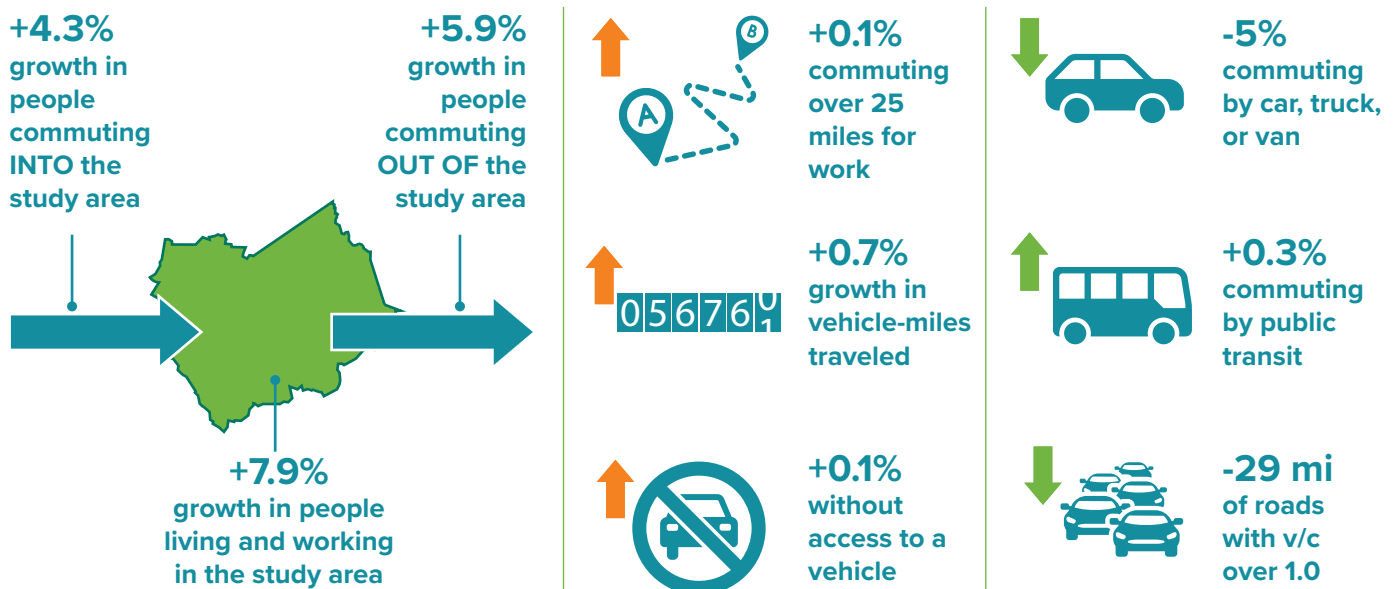 +4.3%
growth in
people
commuting
INTO the
study area
+5.9%
growth in
people
commuting
OUT OF the
study area
+7.9%
growth in people
living and working
in the study area
A
B
+0.1%
commuting
over 25
miles for
work
056760
1
+0.7%
growth in
vehicle-miles
traveled
+0.1%
without
access to a
vehicle
-5%
commuting
by car, truck,
or van
+0.3%
commuting
by public
transit
-29 mi
of roads
with v/c
over 1.0